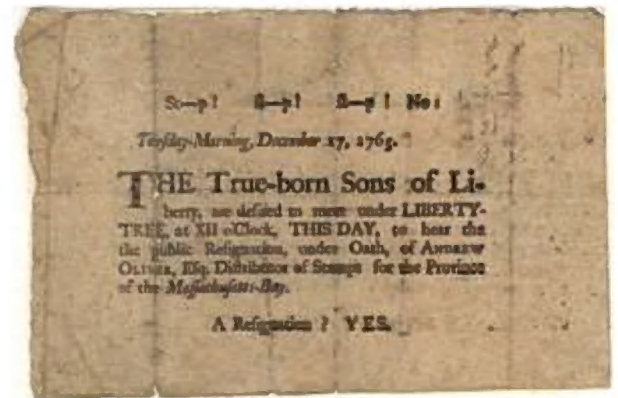 St—p! St—p! St—p! No:
Tuesday-Morning, December 17, 1765.
THE True-born Sons of Li-
berty, are desired to meet under LIBERTY-
TREE, at XII o'Clock, THIS DAY, to hear the
the public Resignation, under Oath, of ANDREW
OLIVER, Esq; Distributor of Stamps for the Province
of the Massachusetts-Bay.
A Resignation? YES.